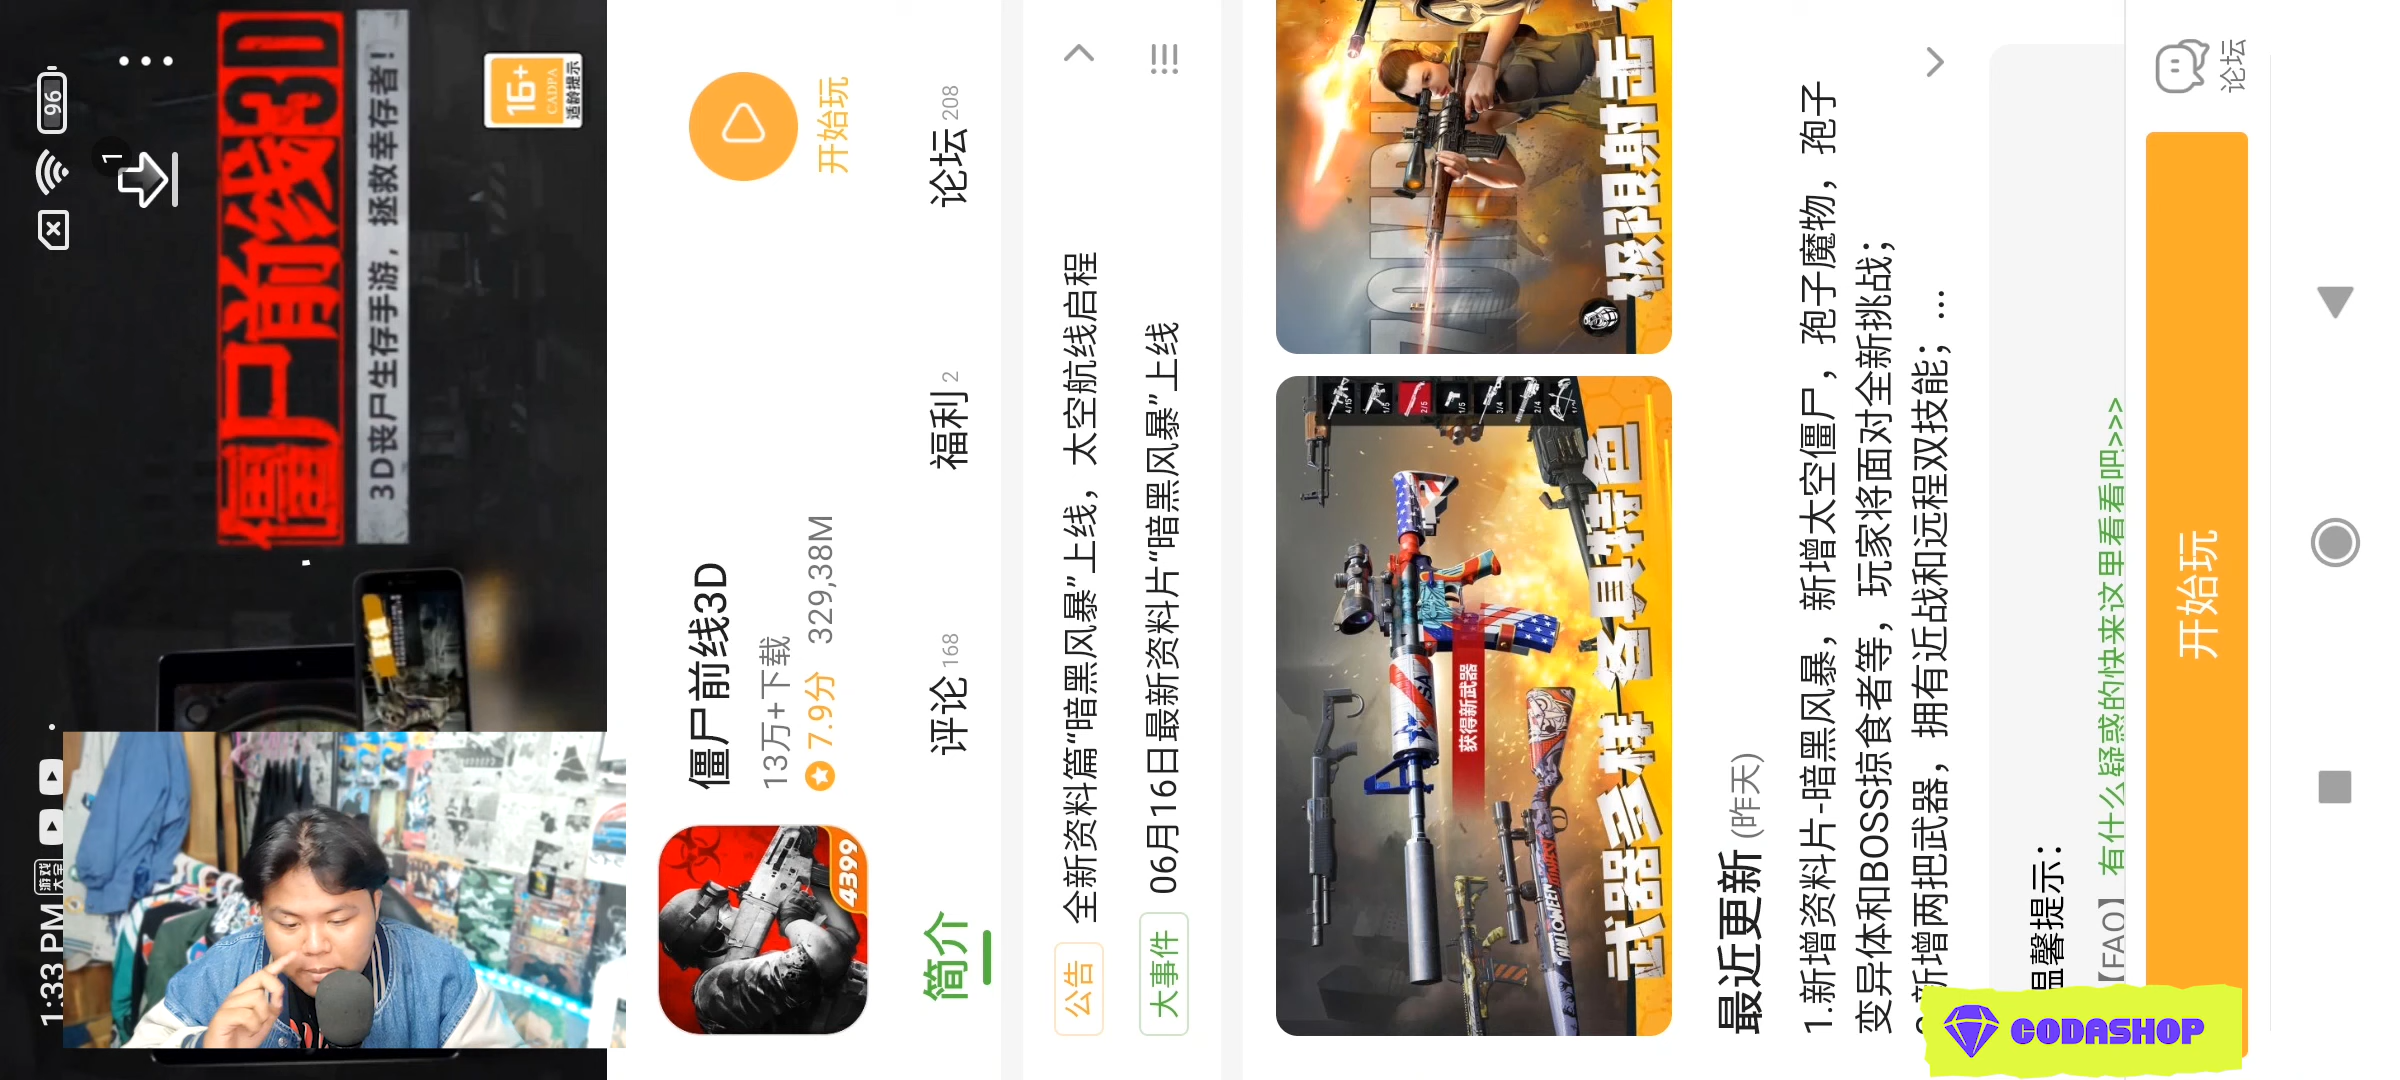 1:33 PM
游戏大全
96
1
僵尸前线3D
3D丧尸生存手游，拯救幸存者！
16+
CADPA
适龄提示
僵尸前线3D
13万+下载
7.9分 329,38M
4399
开始玩
简介
评论 168
福利 2
论坛 208
公告 全新资料篇“暗黑风暴”上线，太空航线启程
大事件 06月16日最新资料片“暗黑风暴”上线
获得新武器
武器多样 各具特色
极限射击
最近更新 (昨天)
1.新增资料片-暗黑风暴，新增太空僵尸，孢子魔物，孢子
变异体和BOSS掠食者等，玩家将面对全新挑战；
新增两把武器，拥有近战和远程双技能；...
温馨提示：
【FAQ】有什么疑惑的快来这里看看吧>>>
开始玩
论坛
CODASHOP